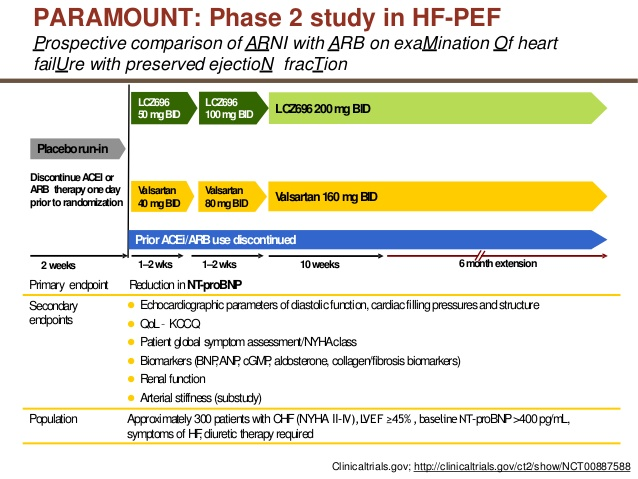 PARAMOUNT: Phase 2 study in HF-PEF
Prospective comparison of ARNI with ARB on exaMination Of heart
failUre with preserved ejectioN fracTion
LCZ696
50 mg BID
LCZ696
100 mg BID
LCZ696 200 mg BID
Placebo run-in
Discontinue ACEI or
ARB therapy one day
prior to randomization
Valsartan
40 mg BID
Valsartan
80 mg BID
Valsartan 160 mg BID
Prior ACEi/ARB use discontinued
2 weeks
1–2 wks
1–2 wks
10 weeks
6 month extension
Primary endpoint Reduction in NT-proBNP
Secondary
endpoints
● Echocardiographic parameters of diastolic function, cardiac filling pressures and structure
● QoL - KCCQ
● Patient global symptom assessment/NYHA class
● Biomarkers (BNP, ANP, cGMP, aldosterone, collagen/fibrosis biomarkers)
● Renal function
● Arterial stiffness (substudy)
Population Approximately 300 patients with CHF (NYHA II-IV), LVEF ≥45%, baseline NT-proBNP >400 pg/mL,
symptoms of HF, diuretic therapy required
Clinicaltrials.gov; http://clinicaltrials.gov/ct2/show/NCT00887588